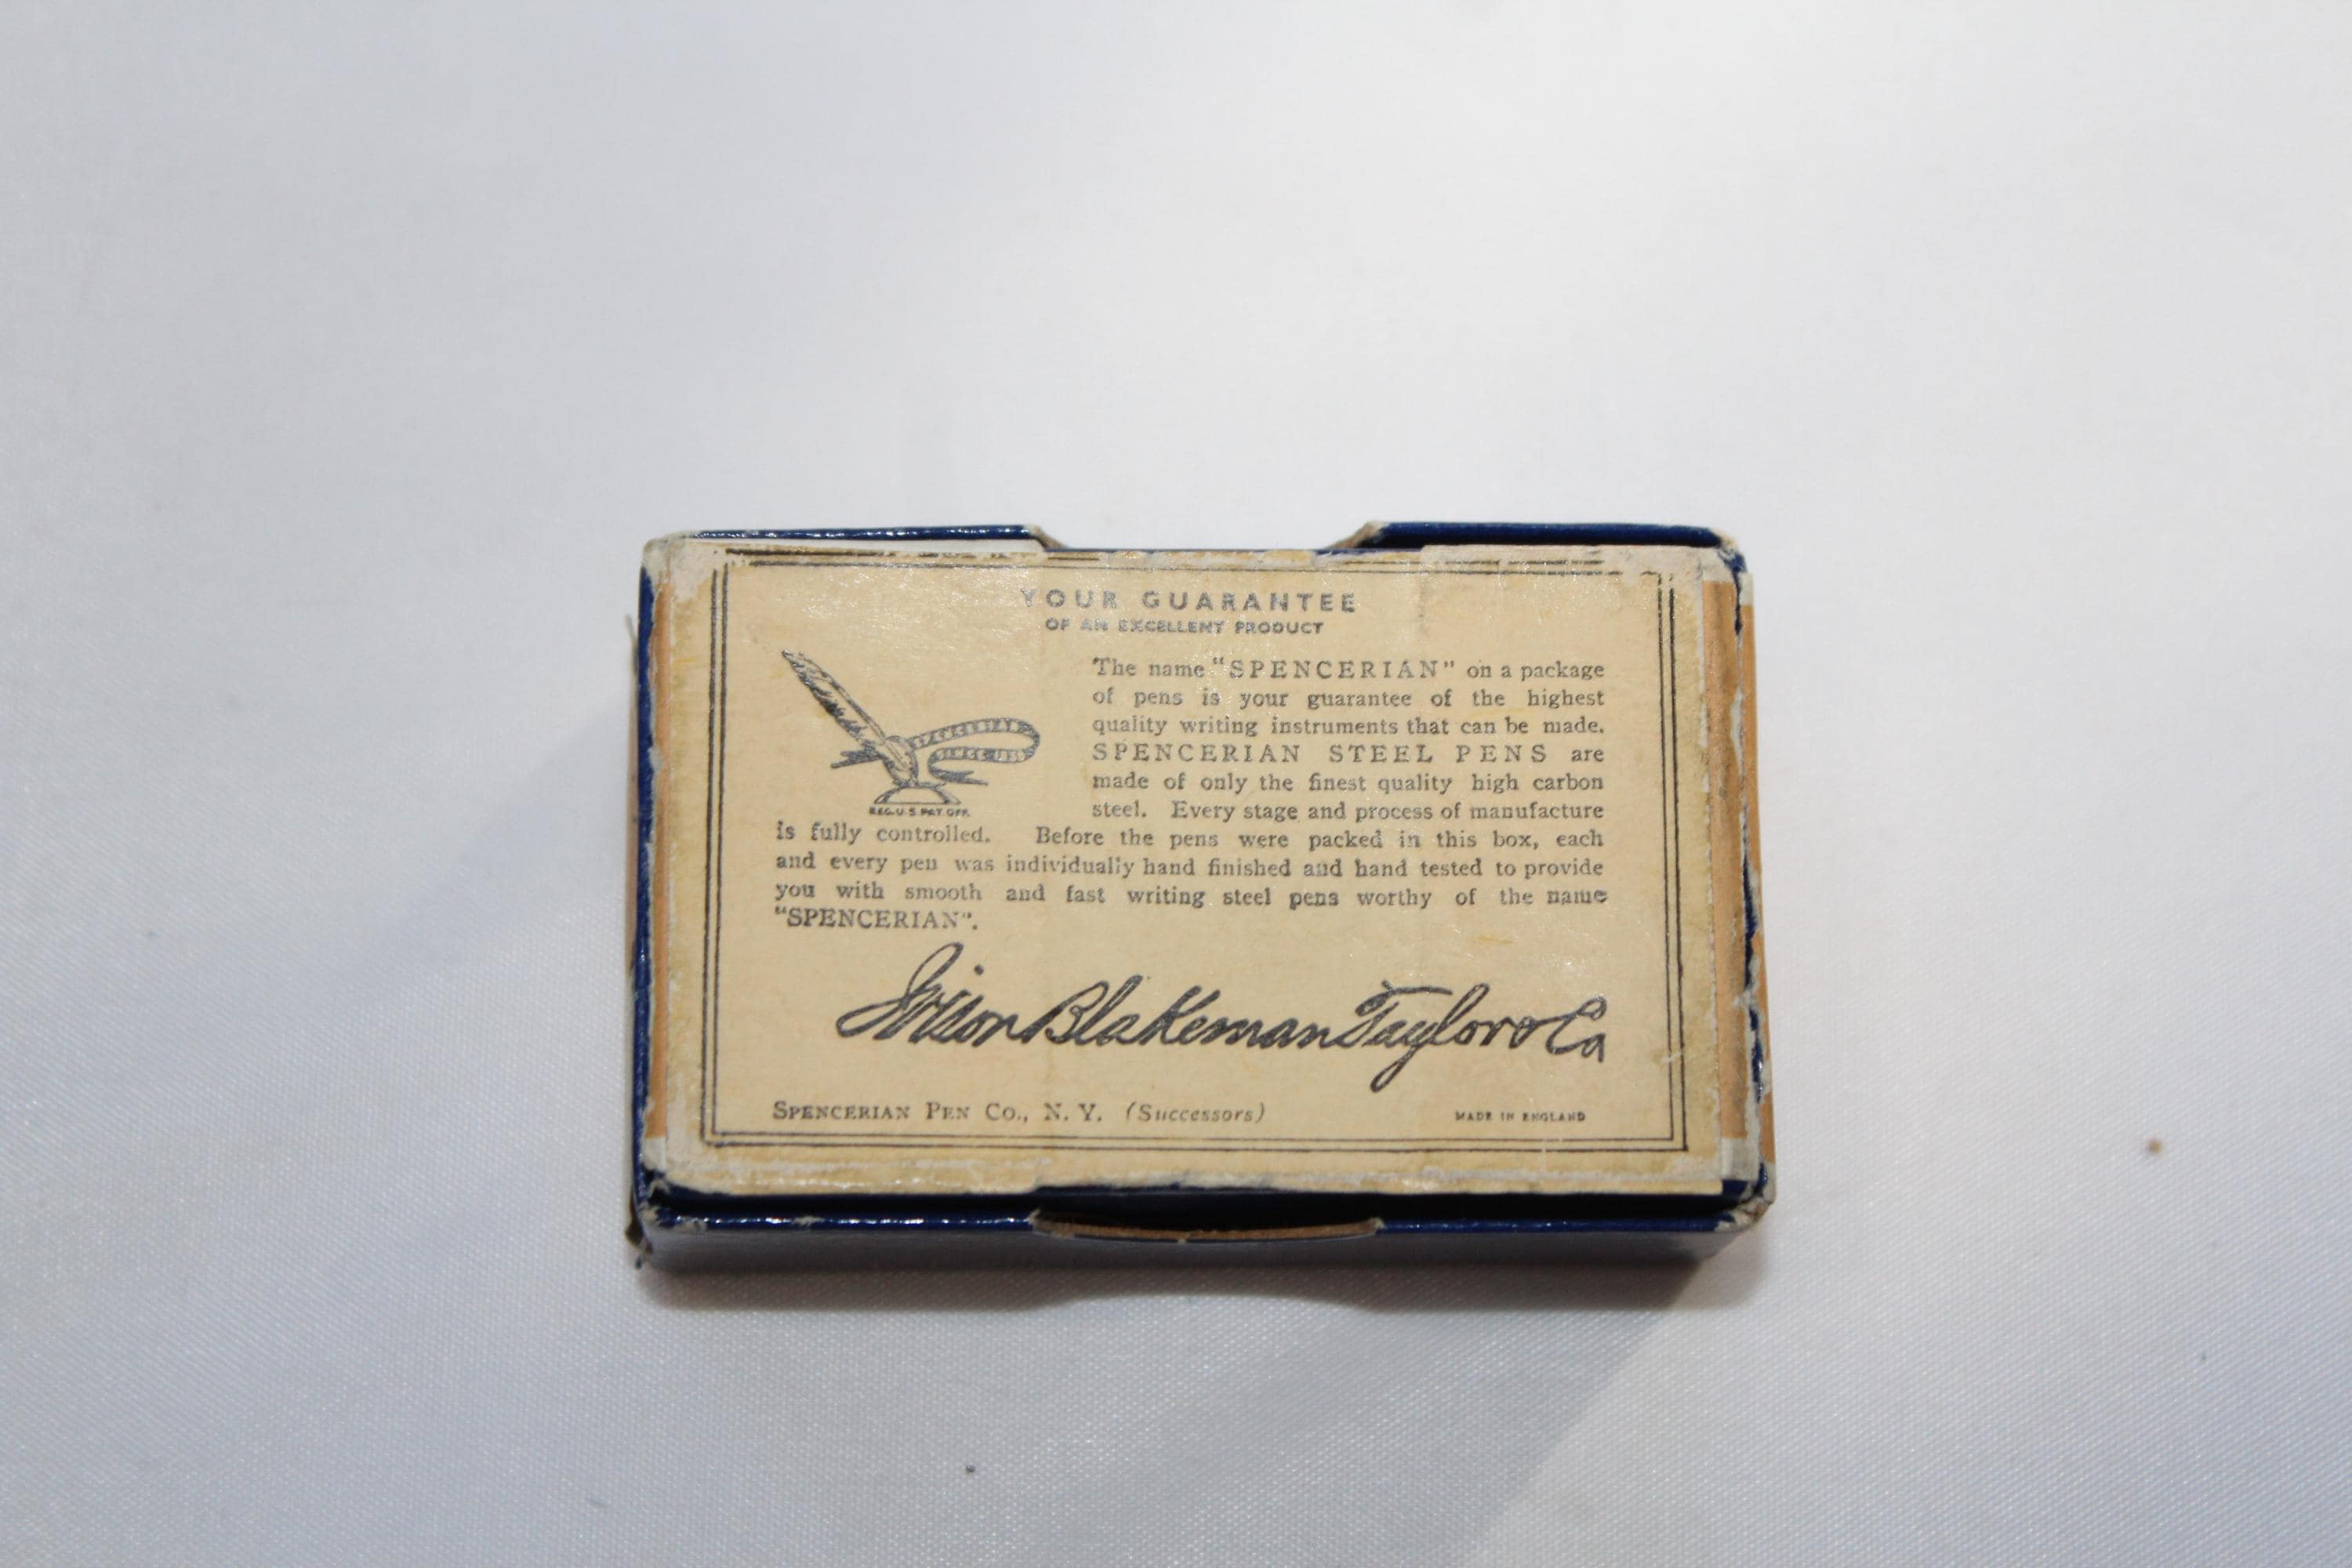 YOUR GUARANTEE
OF AN EXCELLENT PRODUCT
The name "SPENCERIAN" on a package
of pens is your guarantee of the highest
quality writing instruments that can be made.
SPENCERIAN STEEL PENS are
made of only the finest quality high carbon
steel. Every stage and process of manufacture
SPENCERIAN
SINCE
REG. U.S. PAT. OFF.
is fully controlled. Before the pens were packed in this box, each
and every pen was individually hand finished and hand tested to provide
you with smooth and fast writing steel pens worthy of the name
"SPENCERIAN".
Ivison Blakeman Taylor & Co
SPENCERIAN PEN CO., N. Y. (Successors)
MADE IN ENGLAND